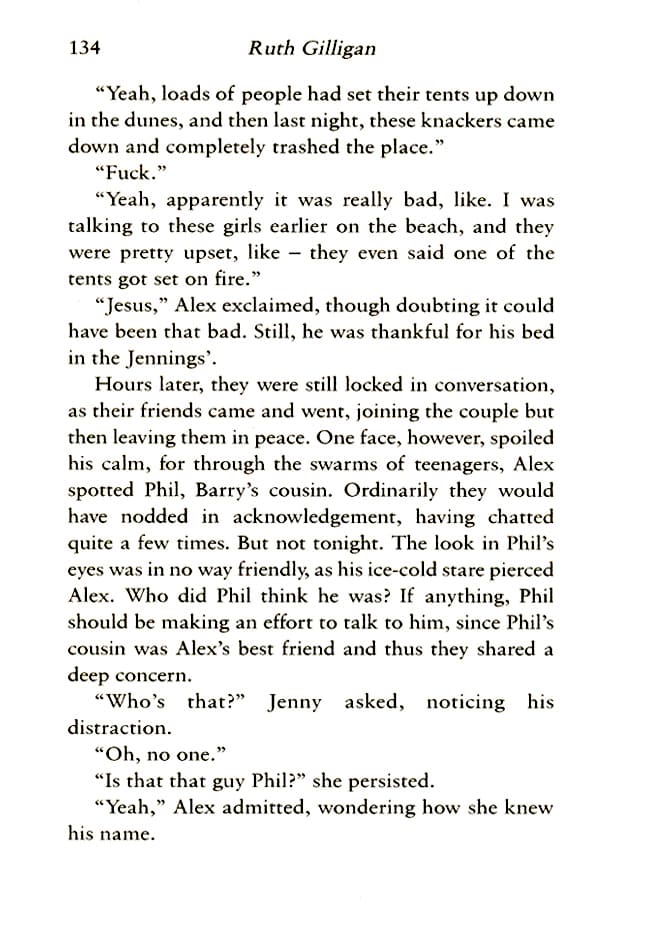 134 Ruth Gilligan
“Yeah, loads of people had set their tents up down
in the dunes, and then last night, these knackers came
down and completely trashed the place.”
“Fuck.”
“Yeah, apparently it was really bad, like. I was
talking to these girls earlier on the beach, and they
were pretty upset, like – they even said one of the
tents got set on fire.”
“Jesus,” Alex exclaimed, though doubting it could
have been that bad. Still, he was thankful for his bed
in the Jennings’.
Hours later, they were still locked in conversation,
as their friends came and went, joining the couple but
then leaving them in peace. One face, however, spoiled
his calm, for through the swarms of teenagers, Alex
spotted Phil, Barry’s cousin. Ordinarily they would
have nodded in acknowledgement, having chatted
quite a few times. But not tonight. The look in Phil’s
eyes was in no way friendly, as his ice-cold stare pierced
Alex. Who did Phil think he was? If anything, Phil
should be making an effort to talk to him, since Phil’s
cousin was Alex’s best friend and thus they shared a
deep concern.
“Who’s that?” Jenny asked, noticing his
distraction.
“Oh, no one.”
“Is that that guy Phil?” she persisted.
“Yeah,” Alex admitted, wondering how she knew
his name.